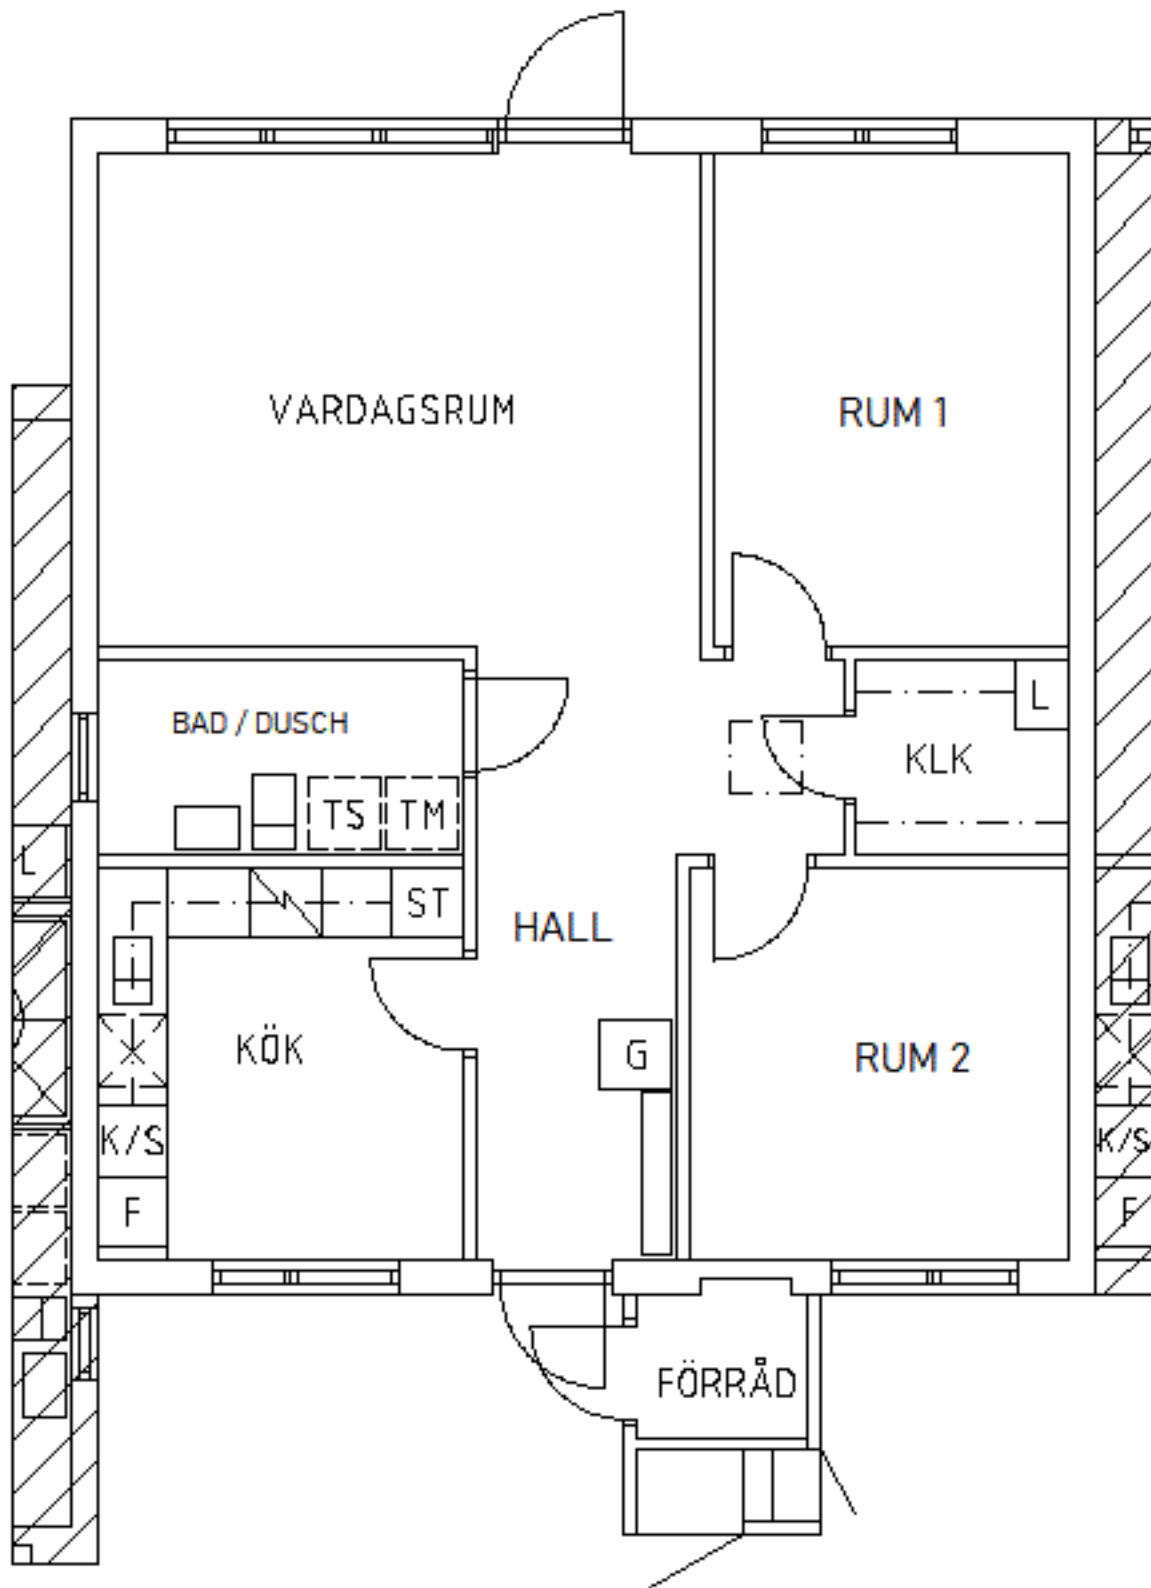 VARDAGSRUM
RUM 1
BAD / DUSCH
L
KLK
TS
TM
L
ST
HALL
KÖK
G
RUM 2
K/S
K/S
F
F
FÖRRÅD